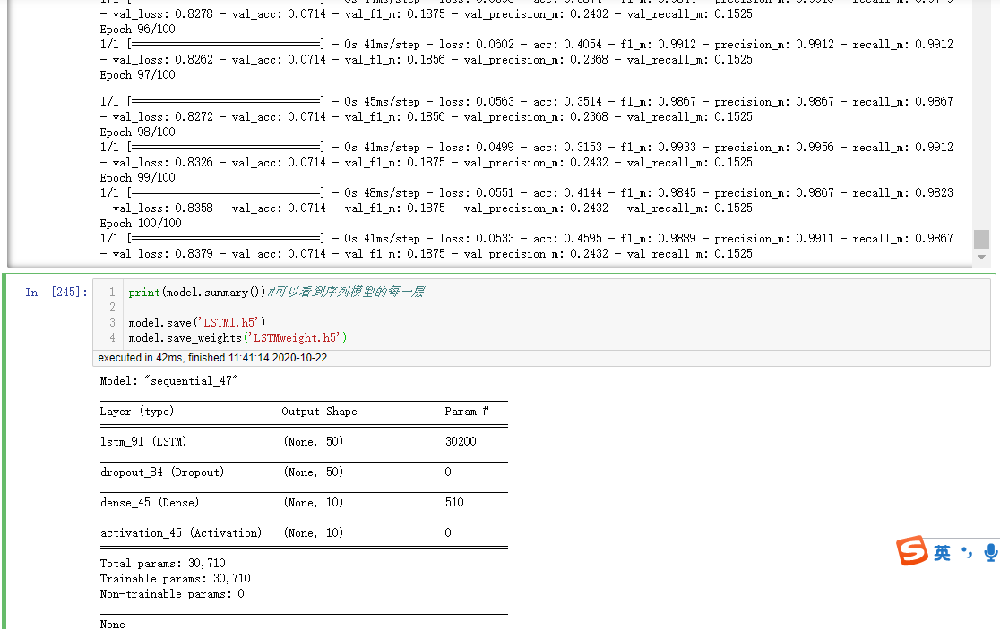 - val_loss: 0.8278 - val_acc: 0.0714 - val_f1_m: 0.1875 - val_precision_m: 0.2432 - val_recall_m: 0.1525
Epoch 96/100
1/1 [==============================] - 0s 41ms/step - loss: 0.0602 - acc: 0.4054 - f1_m: 0.9912 - precision_m: 0.9912 - recall_m: 0.9912
- val_loss: 0.8262 - val_acc: 0.0714 - val_f1_m: 0.1856 - val_precision_m: 0.2368 - val_recall_m: 0.1525
Epoch 97/100
1/1 [==============================] - 0s 45ms/step - loss: 0.0563 - acc: 0.3514 - f1_m: 0.9867 - precision_m: 0.9867 - recall_m: 0.9867
- val_loss: 0.8272 - val_acc: 0.0714 - val_f1_m: 0.1856 - val_precision_m: 0.2368 - val_recall_m: 0.1525
Epoch 98/100
1/1 [==============================] - 0s 41ms/step - loss: 0.0499 - acc: 0.3153 - f1_m: 0.9933 - precision_m: 0.9956 - recall_m: 0.9912
- val_loss: 0.8326 - val_acc: 0.0714 - val_f1_m: 0.1875 - val_precision_m: 0.2432 - val_recall_m: 0.1525
Epoch 99/100
1/1 [==============================] - 0s 48ms/step - loss: 0.0551 - acc: 0.4144 - f1_m: 0.9845 - precision_m: 0.9867 - recall_m: 0.9823
- val_loss: 0.8358 - val_acc: 0.0714 - val_f1_m: 0.1875 - val_precision_m: 0.2432 - val_recall_m: 0.1525
Epoch 100/100
1/1 [==============================] - 0s 41ms/step - loss: 0.0533 - acc: 0.4595 - f1_m: 0.9889 - precision_m: 0.9911 - recall_m: 0.9867
- val_loss: 0.8379 - val_acc: 0.0714 - val_f1_m: 0.1875 - val_precision_m: 0.2432 - val_recall_m: 0.1525
In [245]: 1 print(model.summary())#可以看到序列模型的每一层
2
3 model.save('LSTM1.h5')
4 model.save_weights('LSTMweight.h5')
executed in 42ms, finished 11:41:14 2020-10-22
Model: "sequential_47"
Layer (type) Output Shape Param #
lstm_91 (LSTM) (None, 50) 30200
dropout_84 (Dropout) (None, 50) 0
dense_45 (Dense) (None, 10) 510
activation_45 (Activation) (None, 10) 0
Total params: 30,710
Trainable params: 30,710
Non-trainable params: 0
None
S 英